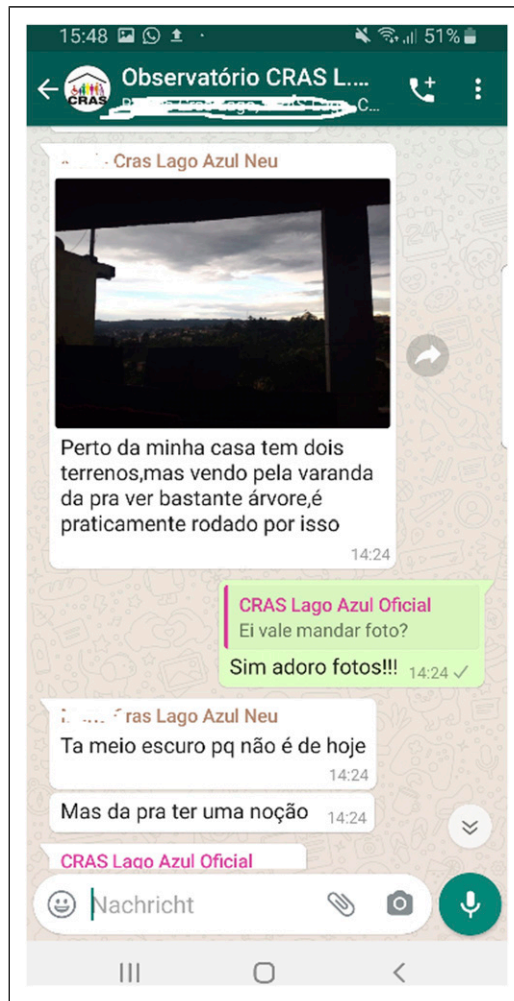 15:48 51%
Observatório CRAS L....
CRAS
C...
Cras Lago Azul Neu
Perto da minha casa tem dois
terrenos,mas vendo pela varanda
da pra ver bastante árvore,é
praticamente rodado por isso
14:24
CRAS Lago Azul Oficial
Ei vale mandar foto?
Sim adoro fotos!!! 14:24
ras Lago Azul Neu
Ta meio escuro pq não é de hoje
14:24
Mas da pra ter uma noção 14:24
CRAS Lago Azul Oficial
Nachricht